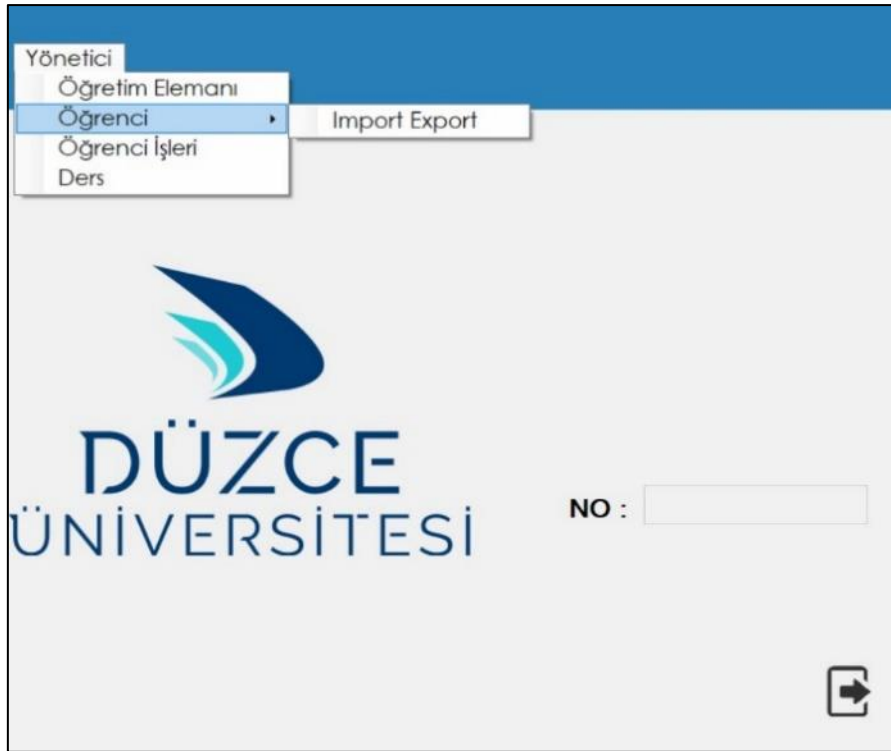 Yönetici
Öğretim Elemanı
Öğrenci
Import Export
Öğrenci İşleri
Ders
DÜZCE
ÜNİVERSİTESİ
NO :